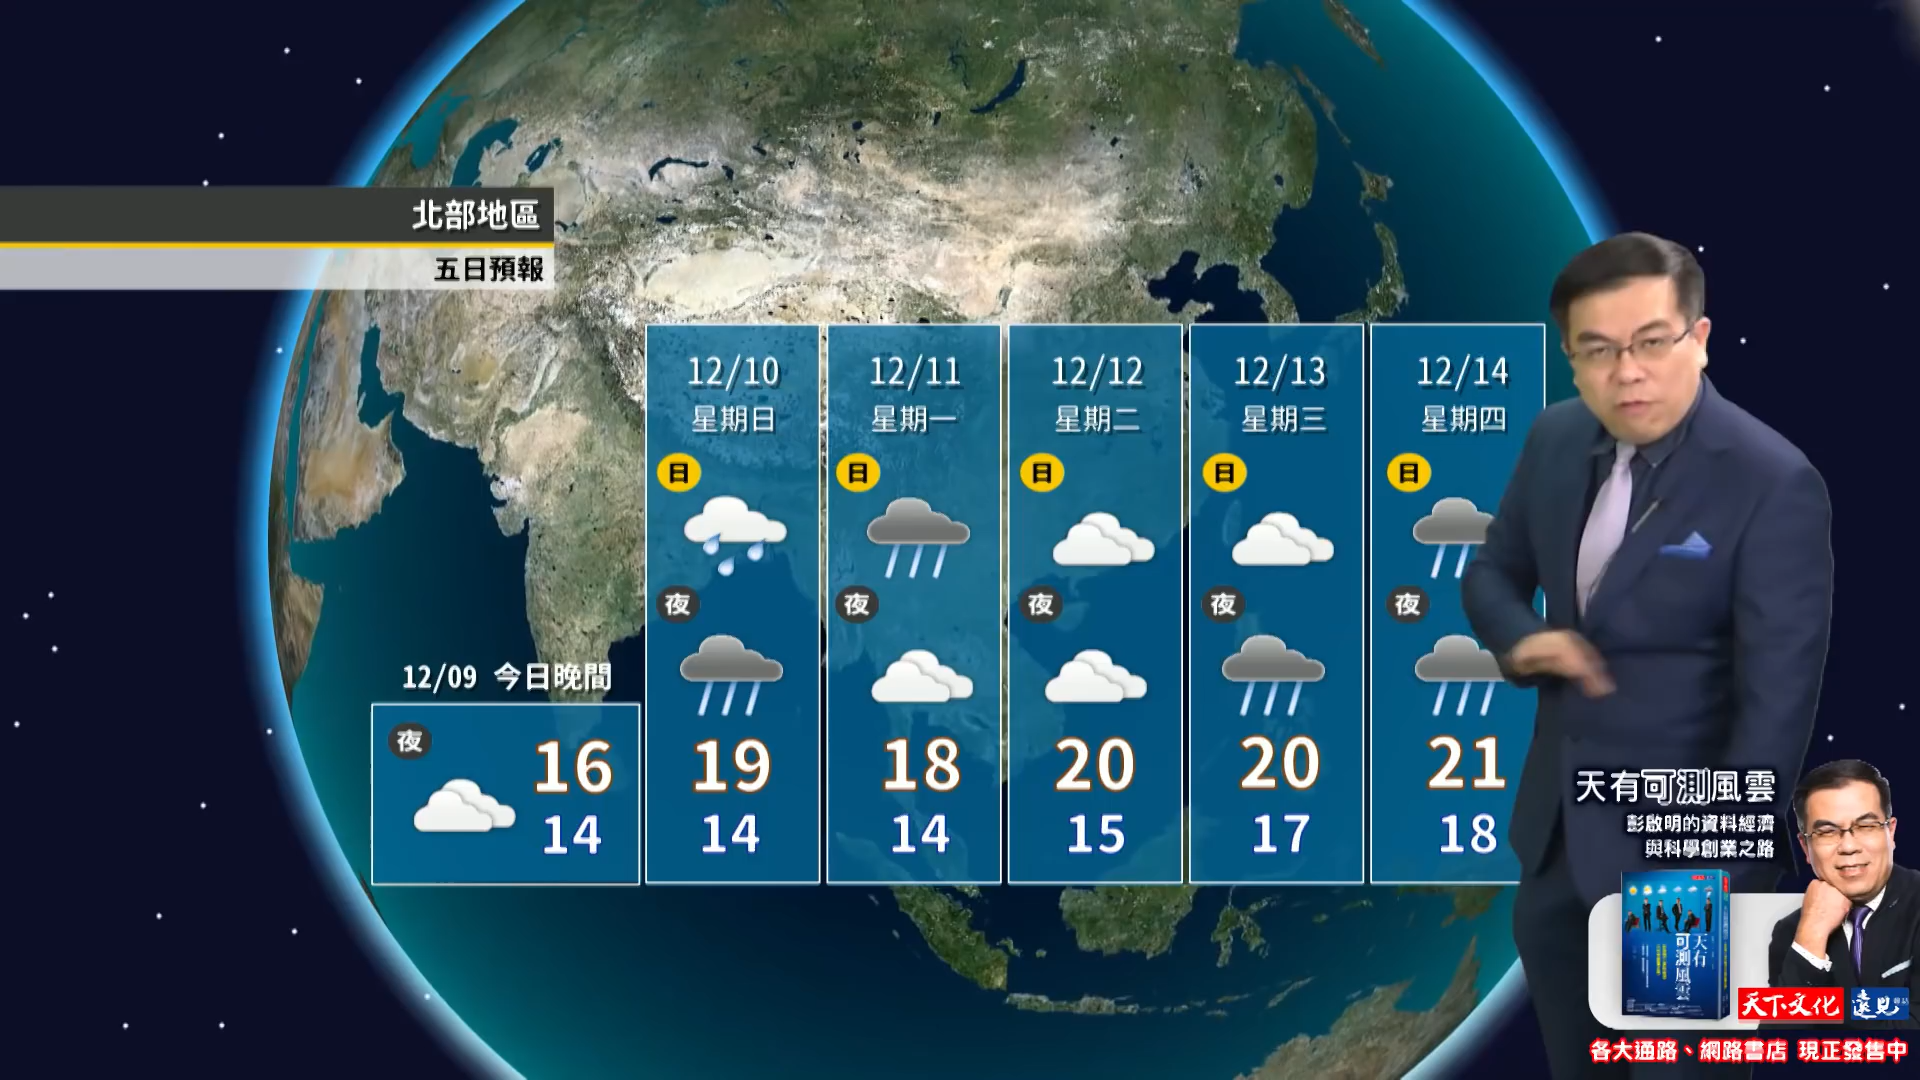 北部地區
五日預報
12/09 今日晚間
夜
16
14
12/10
星期日
日
夜
19
14
12/11
星期一
日
夜
18
14
12/12
星期二
日
夜
20
15
12/13
星期三
日
夜
20
17
12/14
星期四
日
夜
21
18
天有可測風雲
彭啟明的資料經濟
與科學創業之路
天有
可測風雲
天下文化
遠見
各大通路、網路書店 現正發售中